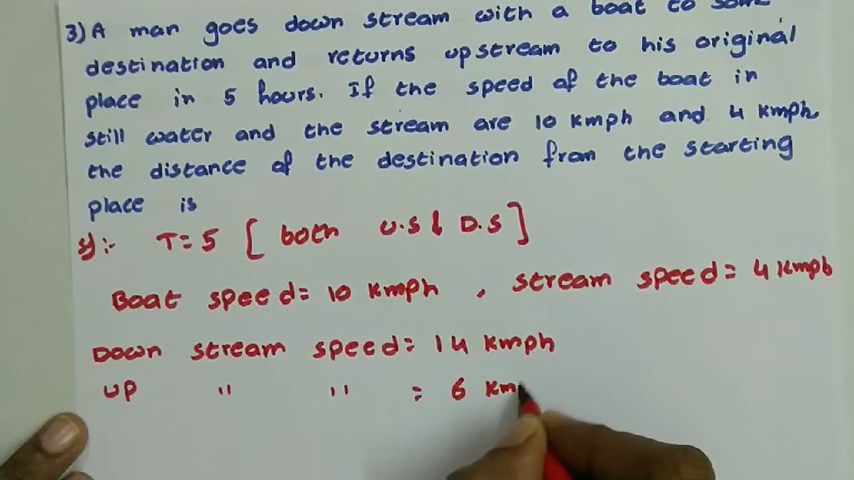 3) A man goes down stream with a boat to some
destination and returns upstream to his original
place in 5 hours. If the speed of the boat in
still water and the stream are 10 Kmph and 4 Kmph
the distance of the destination from the starting
place is
s):- T=5 [ both U.S & D.S ]
Boat speed = 10 Kmph , stream speed = 4 Kmph
Down stream speed = 14 kmph
UP " " = 6 Km